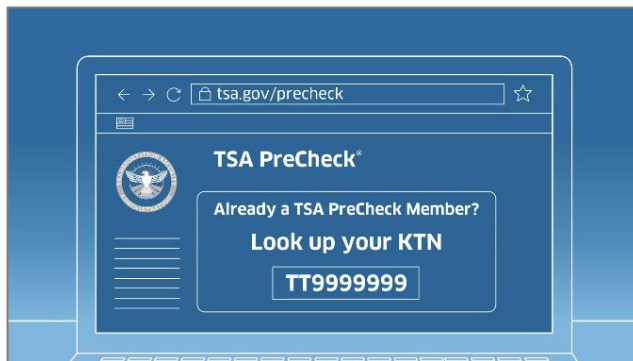 tsa.gov/precheck
TSA PreCheck®
Already a TSA PreCheck Member?
Look up your KTN
TT9999999